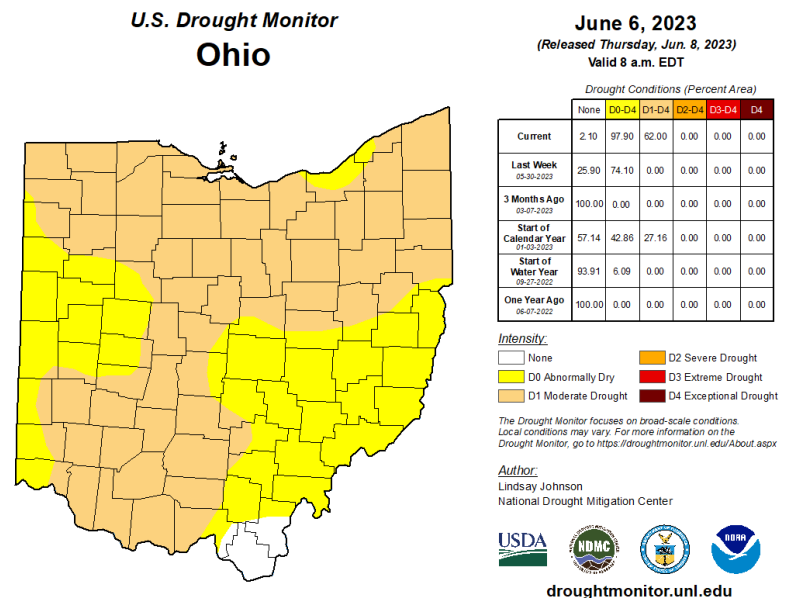 U.S. Drought Monitor
Ohio
June 6, 2023
(Released Thursday, Jun. 8, 2023)
Valid 8 a.m. EDT
Drought Conditions (Percent Area)
None D0-D4 D1-D4 D2-D4 D3-D4 D4
Current 2.10 97.90 62.00 0.00 0.00 0.00
Last Week
05-30-2023
25.90 74.10 0.00 0.00 0.00 0.00
3 Months Ago
03-07-2023
100.00 0.00 0.00 0.00 0.00 0.00
Start of
Calendar Year
01-03-2023
57.14 42.86 27.16 0.00 0.00 0.00
Start of
Water Year
09-27-2022
93.91 6.09 0.00 0.00 0.00 0.00
One Year Ago
06-07-2022
100.00 0.00 0.00 0.00 0.00 0.00
Intensity:
None
D0 Abnormally Dry
D1 Moderate Drought
D2 Severe Drought
D3 Extreme Drought
D4 Exceptional Drought
The Drought Monitor focuses on broad-scale conditions.
Local conditions may vary. For more information on the
Drought Monitor, go to https://droughtmonitor.unl.edu/About.aspx
Author:
Lindsay Johnson
National Drought Mitigation Center
USDA
NDMC
NOAA
droughtmonitor.unl.edu